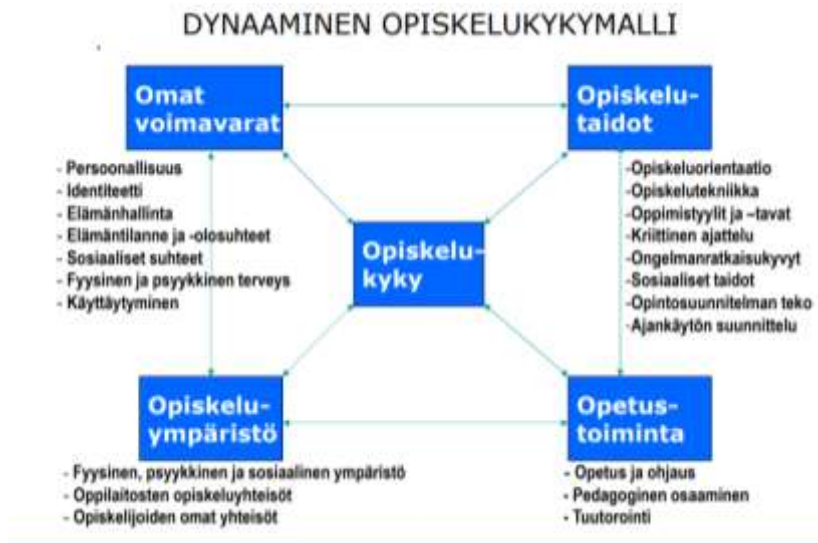 DYNAAMINEN OPISKELUKYKYMALLI
Omat
voimavarat
- Persoonallisuus
- Identiteetti
- Elämänhallinta
- Elämäntilanne ja -olosuhteet
- Sosiaaliset suhteet
- Fyysinen ja psyykkinen terveys
- Käyttäytyminen
Opiskelu-
taidot
-Opiskeluorientaatio
-Opiskelutekniikka
-Oppimistyylit ja –tavat
-Kriittinen ajattelu
-Ongelmanratkaisukyvyt
-Sosiaaliset taidot
-Opintosuunnitelman teko
-Ajankäytön suunnittelu
Opiskelu-
kyky
Opiskelu-
ympäristö
- Fyysinen, psyykkinen ja sosiaalinen ympäristö
- Oppilaitosten opiskeluyhteisöt
- Opiskelijoiden omat yhteisöt
Opetus-
toiminta
- Opetus ja ohjaus
- Pedagoginen osaaminen
- Tuutorointi